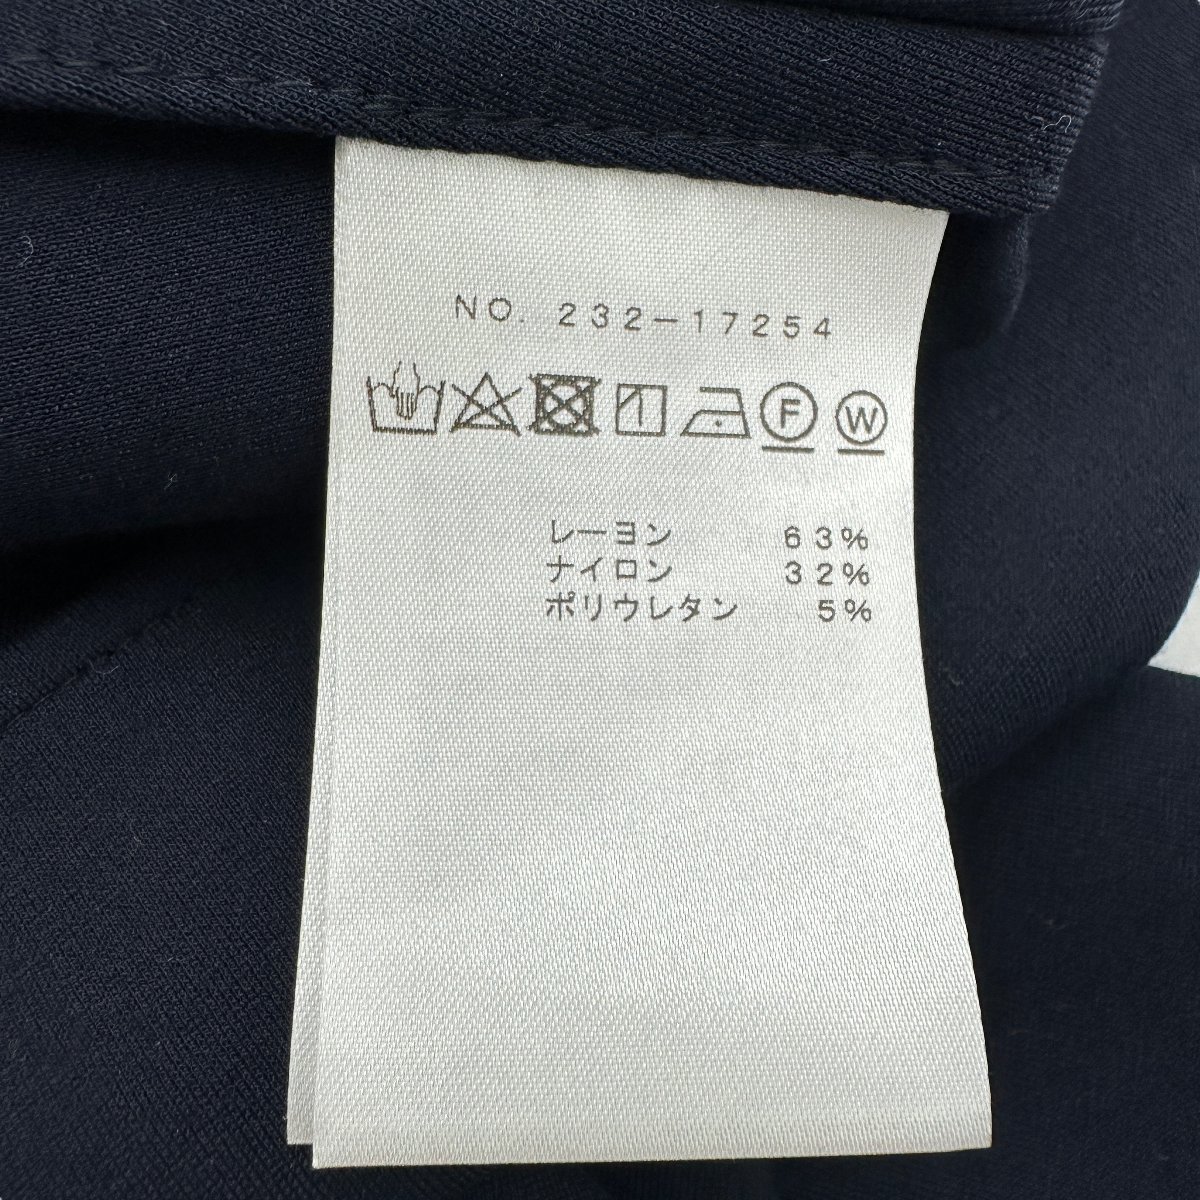 NO. 232-17254
F W
レーヨン 63%
ナイロン 32%
ポリウレタン 5%